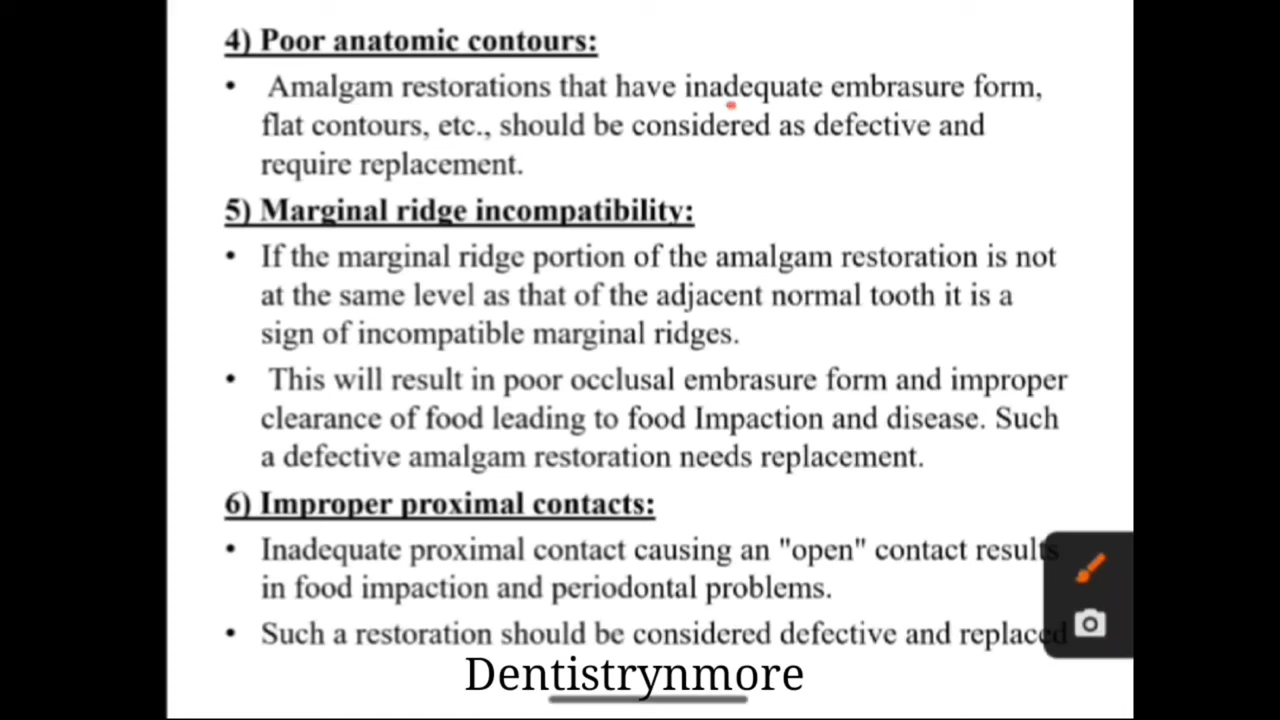 4) Poor anatomic contours:
• Amalgam restorations that have inadequate embrasure form,
flat contours, etc., should be considered as defective and
require replacement.
5) Marginal ridge incompatibility:
• If the marginal ridge portion of the amalgam restoration is not
at the same level as that of the adjacent normal tooth it is a
sign of incompatible marginal ridges.
• This will result in poor occlusal embrasure form and improper
clearance of food leading to food Impaction and disease. Such
a defective amalgam restoration needs replacement.
6) Improper proximal contacts:
• Inadequate proximal contact causing an "open" contact results
in food impaction and periodontal problems.
• Such a restoration should be considered defective and replaced
Dentistrynmore